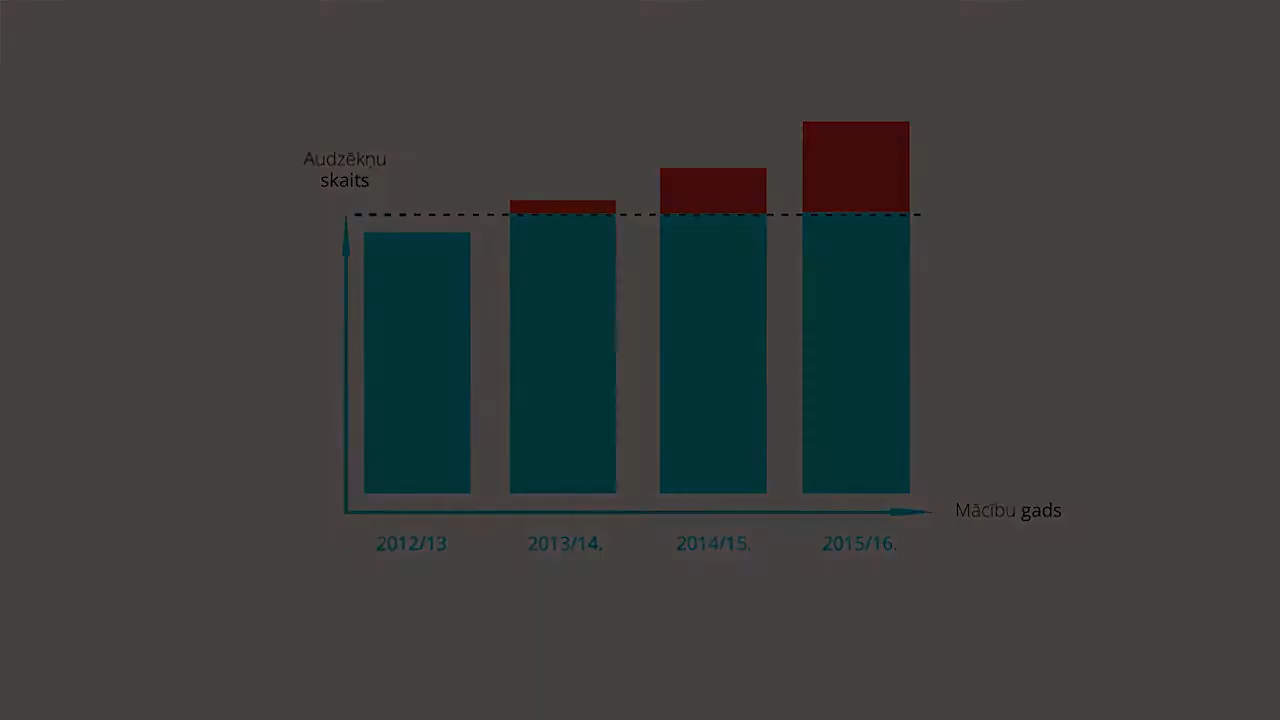 Audzēkņu
skaits
Mācību gads
2012/13
2013/14.
2014/15.
2015/16.